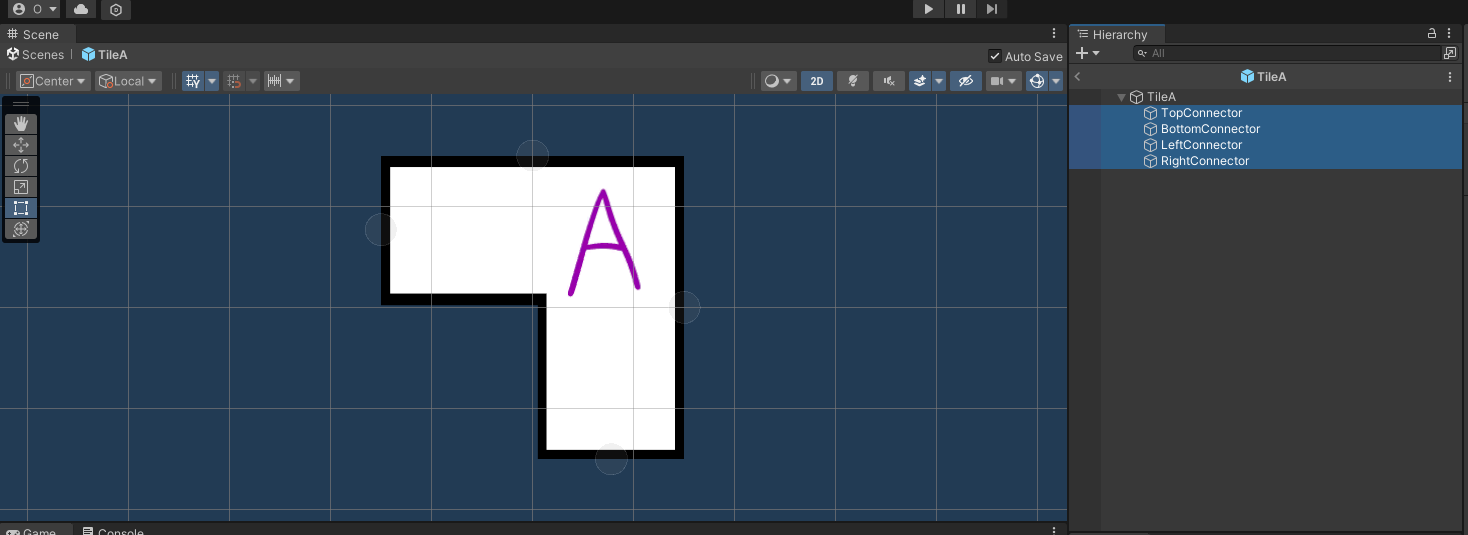 O
Scene
Hierarchy
Scenes | TileA
Auto Save
All
Center
Local
2D
TileA
TileA
TopConnector
BottomConnector
LeftConnector
RightConnector
A
Game
Console